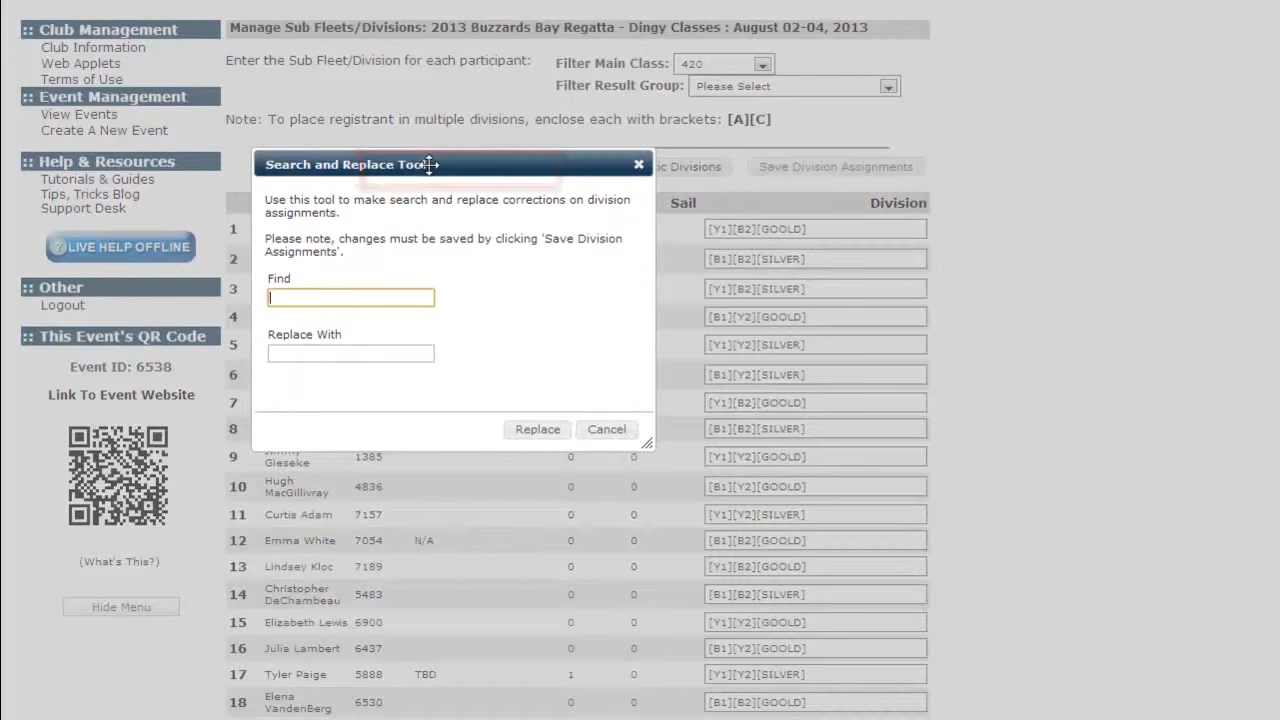 :: Club Management
Club Information
Web Applets
Terms of Use
:: Event Management
View Events
Create A New Event
:: Help & Resources
Tutorials & Guides
Tips, Tricks Blog
Support Desk
? LIVE HELP OFFLINE
:: Other
Logout
:: This Event's QR Code
Event ID: 6538
Link To Event Website
(What's This?)
Hide Menu
Manage Sub Fleets/Divisions: 2013 Buzzards Bay Regatta - Dingy Classes : August 02-04, 2013
Enter the Sub Fleet/Division for each participant:
Filter Main Class: 420
Filter Result Group: Please Select
Note: To place registrant in multiple divisions, enclose each with brackets: [A][C]
Divisions
Save Division Assignments
Search and Replace Tool
Use this tool to make search and replace corrections on division
assignments.
Please note, changes must be saved by clicking 'Save Division
Assignments'.
Find
Replace With
Replace
Cancel
Sail Division
1 [Y1][B2][GOOLD]
2 [B1][B2][SILVER]
3 [Y1][B2][SILVER]
4 [B1][Y2][GOOLD]
5 [Y1][Y2][SILVER]
6 [B1][Y2][SILVER]
7 [Y1][B2][GOOLD]
8 [B1][B2][SILVER]
9 Gieseke 1385 0 0 [Y1][B2][GOOLD]
10 Hugh
MacGillivray 4836 0 0 [B1][Y2][GOOLD]
11 Curtis Adam 7157 0 0 [Y1][Y2][SILVER]
12 Emma White 7054 N/A 0 0 [B1][B2][GOOLD]
13 Lindsey Kloc 7189 0 0 [Y1][B2][GOOLD]
14 Christopher
DeChambeau 5483 0 0 [B1][B2][SILVER]
15 Elizabeth Lewis 6900 0 0 [Y1][Y2][GOOLD]
16 Julia Lambert 6437 0 0 [B1][Y2][GOOLD]
17 Tyler Paige 5888 TBD 1 0 [Y1][Y2][SILVER]
18 Elena
VandenBerg 6530 0 0 [B1][B2][GOOLD]